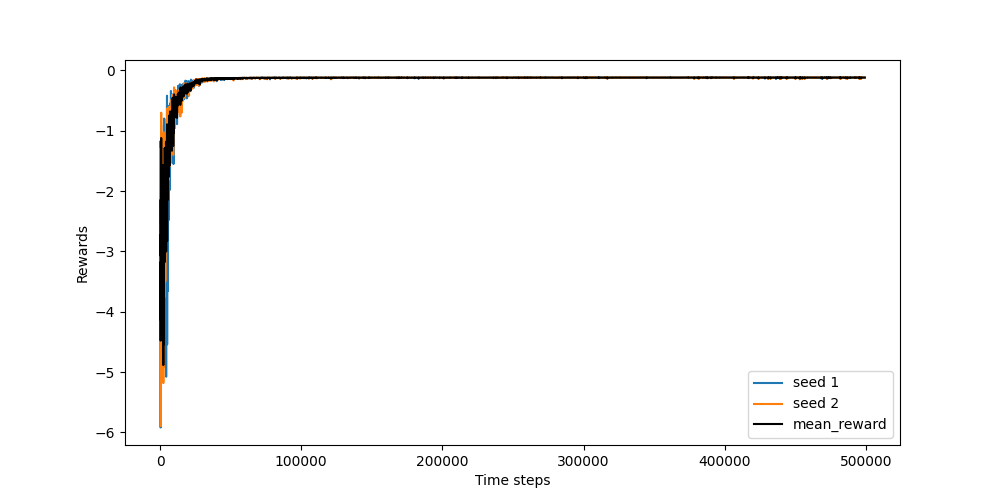 0
−1
−2
−3
−4
−5
−6
Rewards
0
100000
200000
300000
400000
500000
Time steps
seed 1
seed 2
mean_reward